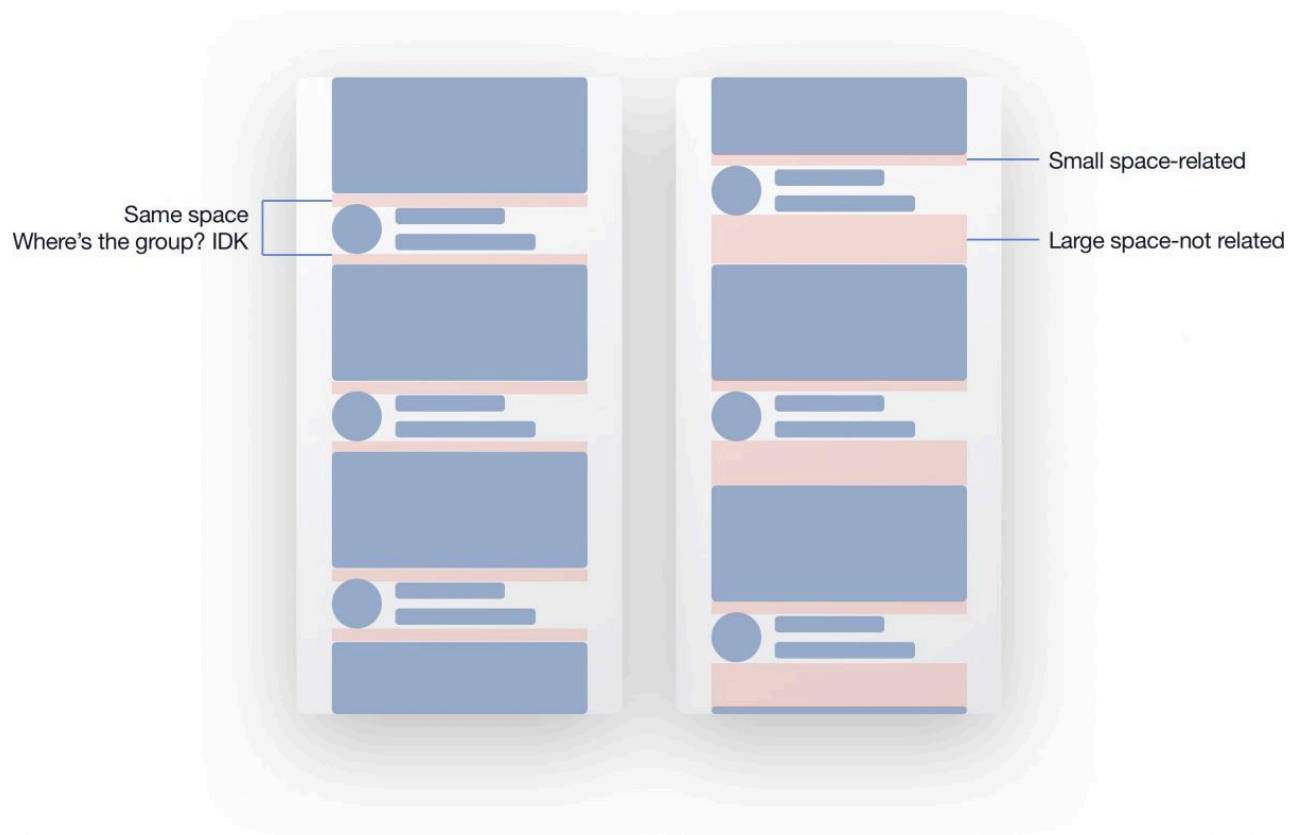 Same space
Where's the group? IDK
Small space-related
Large space-not related